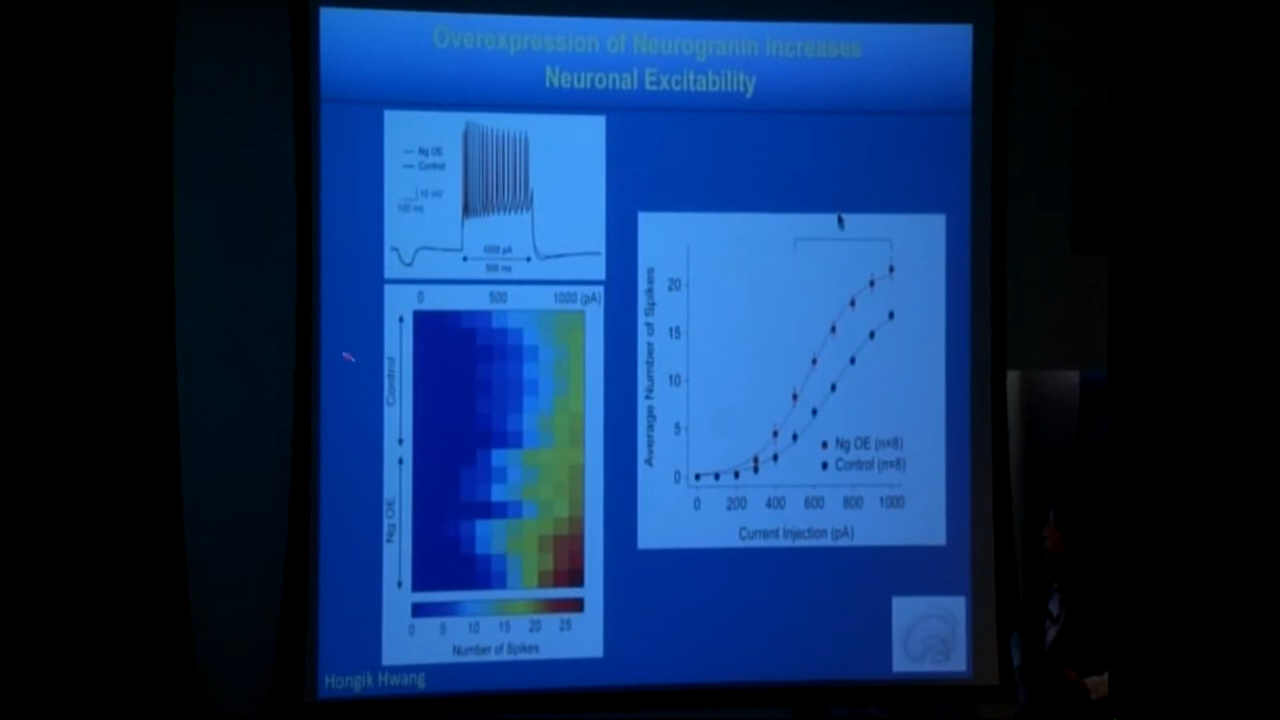 Overexpression of Neurogranin Increases
Neuronal Excitability
Ng OE
Control
10 mV
100 ms
1000 pA
500 ms
0 500 1000 (pA)
Control
Ng OE
0 5 10 15 20 25
Number of Spikes
Average Number of Spikes
20
15
10
5
0
Ng OE (n=8)
Control (n=8)
0 200 400 600 800 1000
Current Injection (pA)
Hongik Hwang